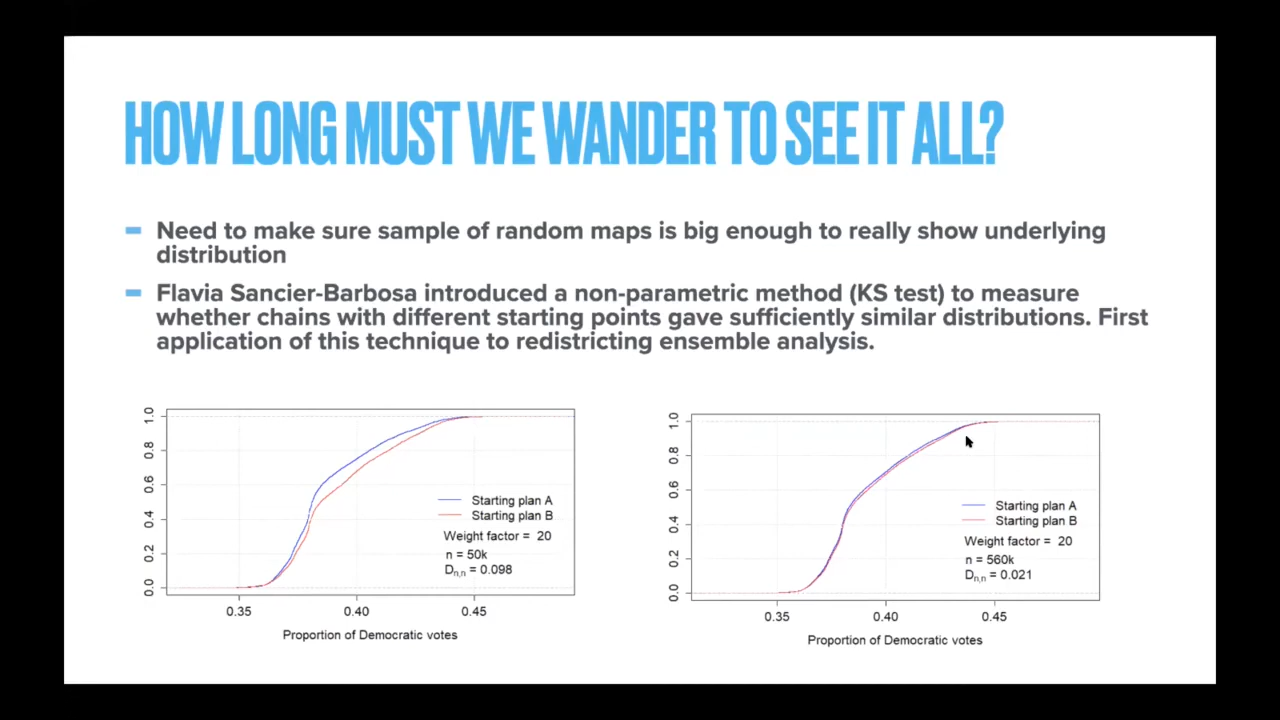 HOW LONG MUST WE WANDER TO SEE IT ALL?
Need to make sure sample of random maps is big enough to really show underlying
distribution
Flavia Sancier-Barbosa introduced a non-parametric method (KS test) to measure
whether chains with different starting points gave sufficiently similar distributions. First
application of this technique to redistricting ensemble analysis.
1.0
0.8
0.6
0.4
0.2
0.0
Starting plan A
Starting plan B
Weight factor = 20
n = 50k
Dn,n = 0.098
0.35 0.40 0.45
Proportion of Democratic votes
1.0
0.8
0.6
0.4
0.2
0.0
Starting plan A
Starting plan B
Weight factor = 20
n = 560k
Dn,n = 0.021
0.35 0.40 0.45
Proportion of Democratic votes